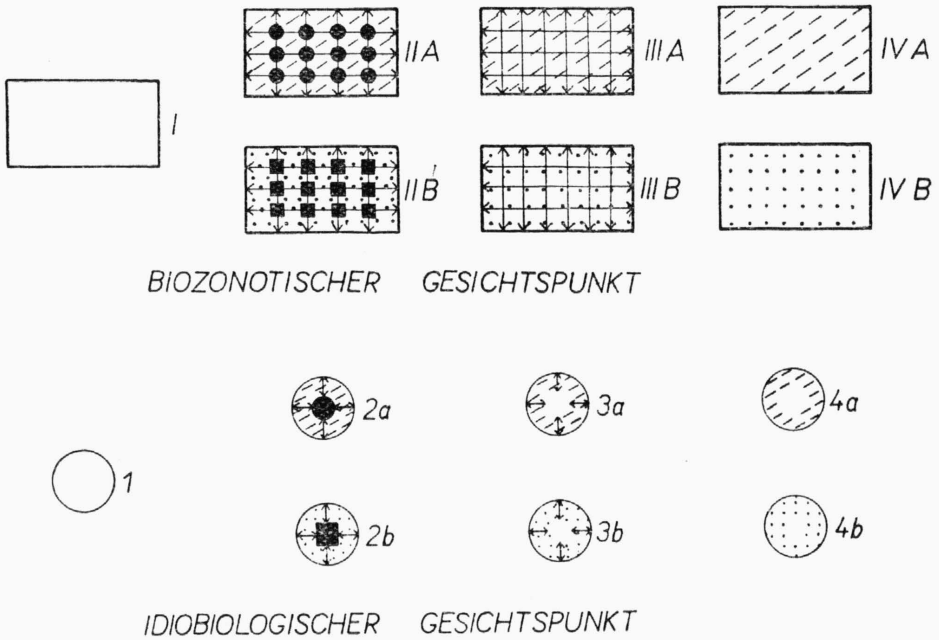 IIA IIIA IVA
I
IIB IIIB IVB
BIOZONOTISCHER GESICHTSPUNKT
2a 3a 4a
1
2b 3b 4b
IDIOBIOLOGISCHER GESICHTSPUNKT